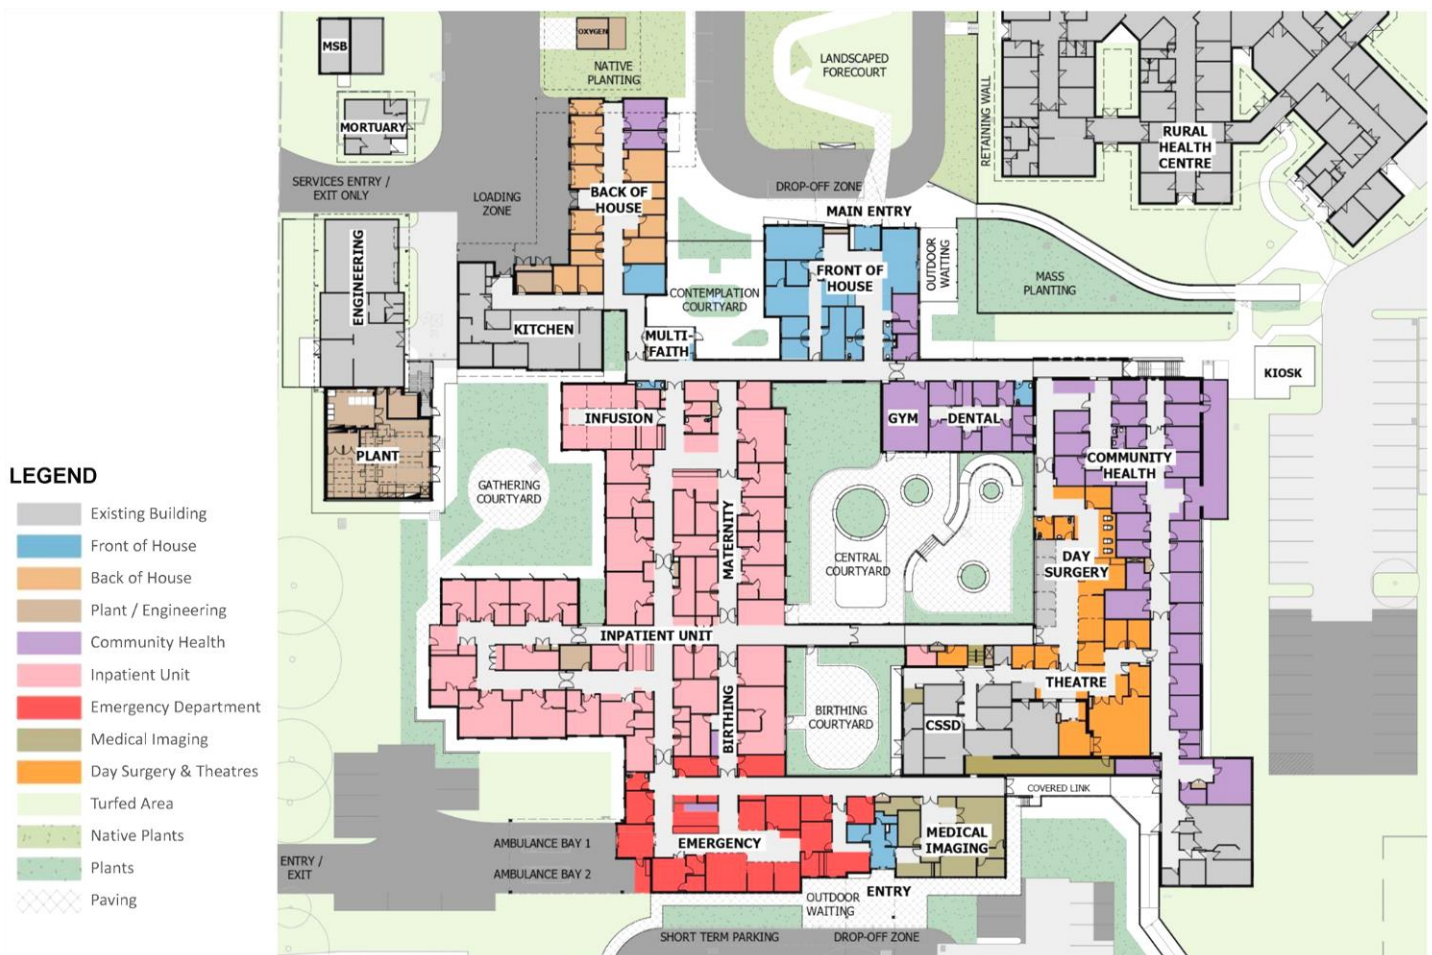 MSB
OXYGEN
NATIVE
PLANTING
LANDSCAPED
FORECOURT
MORTUARY
RETAINING WALL
RURAL
HEALTH
CENTRE
SERVICES ENTRY /
EXIT ONLY
LOADING
ZONE
BACK OF
HOUSE
DROP-OFF ZONE
MAIN ENTRY
ENGINEERING
FRONT OF
HOUSE
OUTDOOR
WAITING
MASS
PLANTING
CONTEMPLATION
COURTYARD
KITCHEN
MULTI-
FAITH
KIOSK
INFUSION
GYM
DENTAL
PLANT
COMMUNITY
HEALTH
LEGEND
Existing Building
Front of House
Back of House
Plant / Engineering
Community Health
Inpatient Unit
Emergency Department
Medical Imaging
Day Surgery & Theatres
Turfed Area
Native Plants
Plants
Paving
GATHERING
COURTYARD
MATERNITY
CENTRAL
COURTYARD
DAY
SURGERY
INPATIENT UNIT
THEATRE
BIRTHING
BIRTHING
COURTYARD
CSSD
COVERED LINK
AMBULANCE BAY 1
AMBULANCE BAY 2
EMERGENCY
MEDICAL
IMAGING
ENTRY /
EXIT
ENTRY
OUTDOOR
WAITING
SHORT TERM PARKING
DROP-OFF ZONE